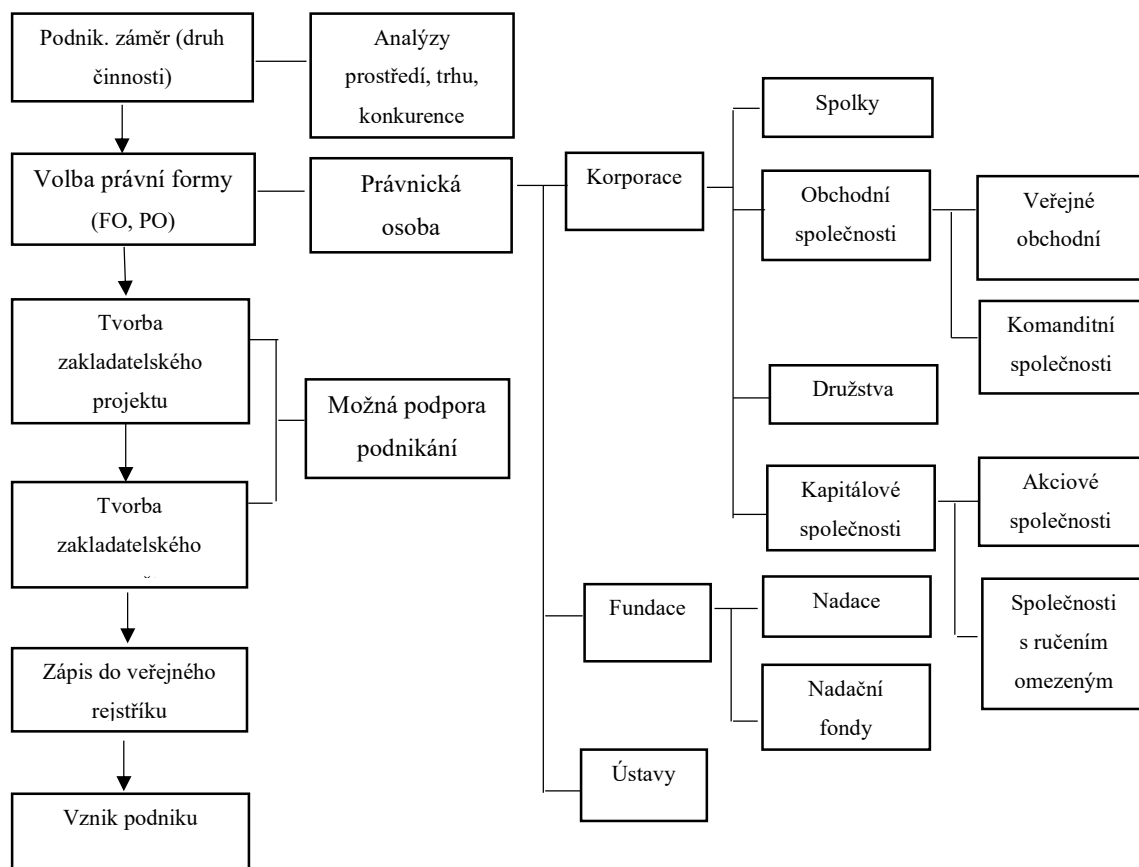 Podnik. záměr (druh
činnosti)
Analýzy
prostředí, trhu,
konkurence
Volba právní formy
(FO, PO)
Právnická
osoba
Tvorba
zakladatelského
projektu
Možná podpora
podnikání
Tvorba
zakladatelského
Zápis do veřejného
rejstříku
Vznik podniku
Korporace
Fundace
Ústavy
Spolky
Obchodní
společnosti
Veřejné
obchodní
Komanditní
společnosti
Družstva
Kapitálové
společnosti
Akciové
společnosti
Společnosti
s ručením
omezeným
Nadace
Nadační
fondy